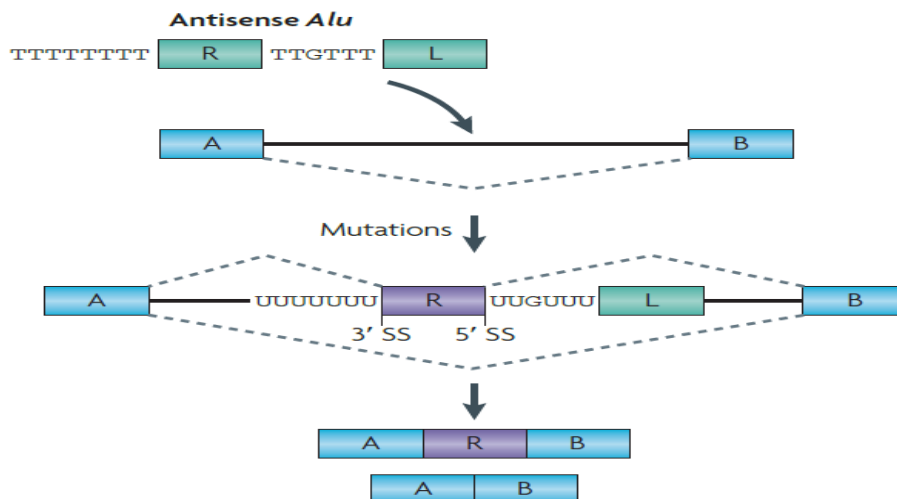 Antisense Alu
TTTTTTTT R TTGTTT L
A B
Mutations
A UUUUUUU R UUGUUU L B
3' SS 5' SS
A R B
A B